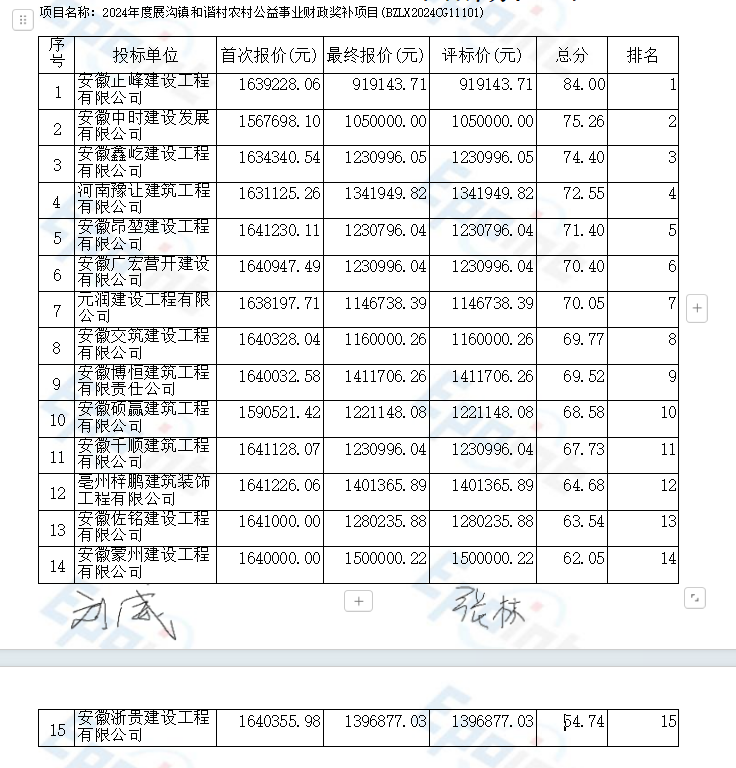 项目名称: 2024年度展沟镇和谐村农村公益事业财政奖补项目(BZLX2024CG11101)
序号 投标单位 首次报价(元) 最终报价(元) 评标价(元) 总分 排名
1 安徽止峰建设工程有限公司 1639228.06 919143.71 919143.71 84.00 1
2 安徽中时建设发展有限公司 1567698.10 1050000.00 1050000.00 75.26 2
3 安徽鑫屹建设工程有限公司 1634340.54 1230996.05 1230996.05 74.40 3
4 河南豫让建筑工程有限公司 1631125.26 1341949.82 1341949.82 72.55 4
5 安徽昂堃建设工程有限公司 1641230.11 1230796.04 1230796.04 71.40 5
6 安徽广宏营开建设有限公司 1640947.49 1230996.04 1230996.04 70.40 6
7 元润建设工程有限公司 1638197.71 1146738.39 1146738.39 70.05 7
8 安徽交筑建设工程有限公司 1640328.04 1160000.26 1160000.26 69.77 8
9 安徽博恒建筑工程有限责任公司 1640032.58 1411706.26 1411706.26 69.52 9
10 安徽硕赢建筑工程有限公司 1590521.42 1221148.08 1221148.08 68.58 10
11 安徽千顺建筑工程有限公司 1641128.07 1230996.04 1230996.04 67.73 11
12 亳州梓鹏建筑装饰工程有限公司 1641226.06 1401365.89 1401365.89 64.68 12
13 安徽佐铭建设工程有限公司 1641000.00 1280235.88 1280235.88 63.54 13
14 安徽蒙州建设工程有限公司 1640000.00 1500000.22 1500000.22 62.05 14
刘威 张林
15 安徽浙贵建设工程有限公司 1640355.98 1396877.03 1396877.03 54.74 15